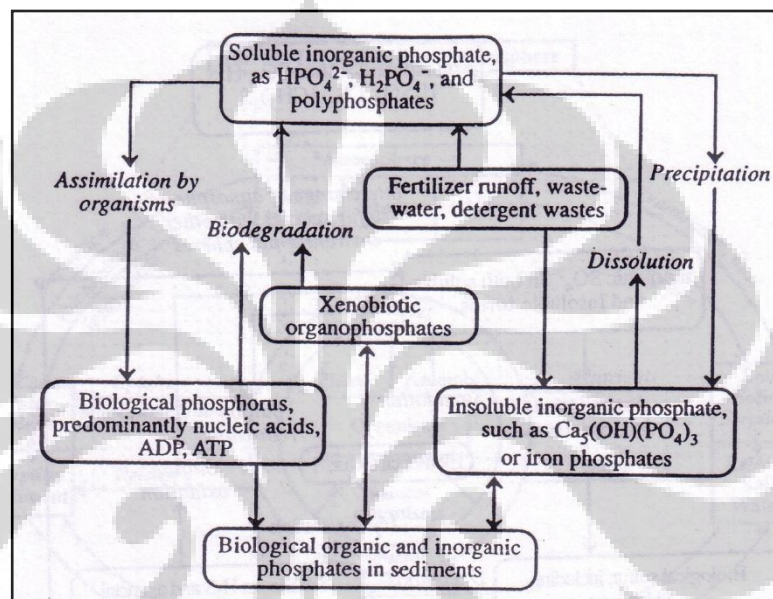 Soluble inorganic phosphate,
as HPO₄²⁻, H₂PO₄⁻, and
polyphosphates
Assimilation by
organisms
Biodegradation
Fertilizer runoff, waste-
water, detergent wastes
Precipitation
Dissolution
Xenobiotic
organophosphates
Biological phosphorus,
predominantly nucleic acids,
ADP, ATP
Insoluble inorganic phosphate,
such as Ca₅(OH)(PO₄)₃
or iron phosphates
Biological organic and inorganic
phosphates in sediments